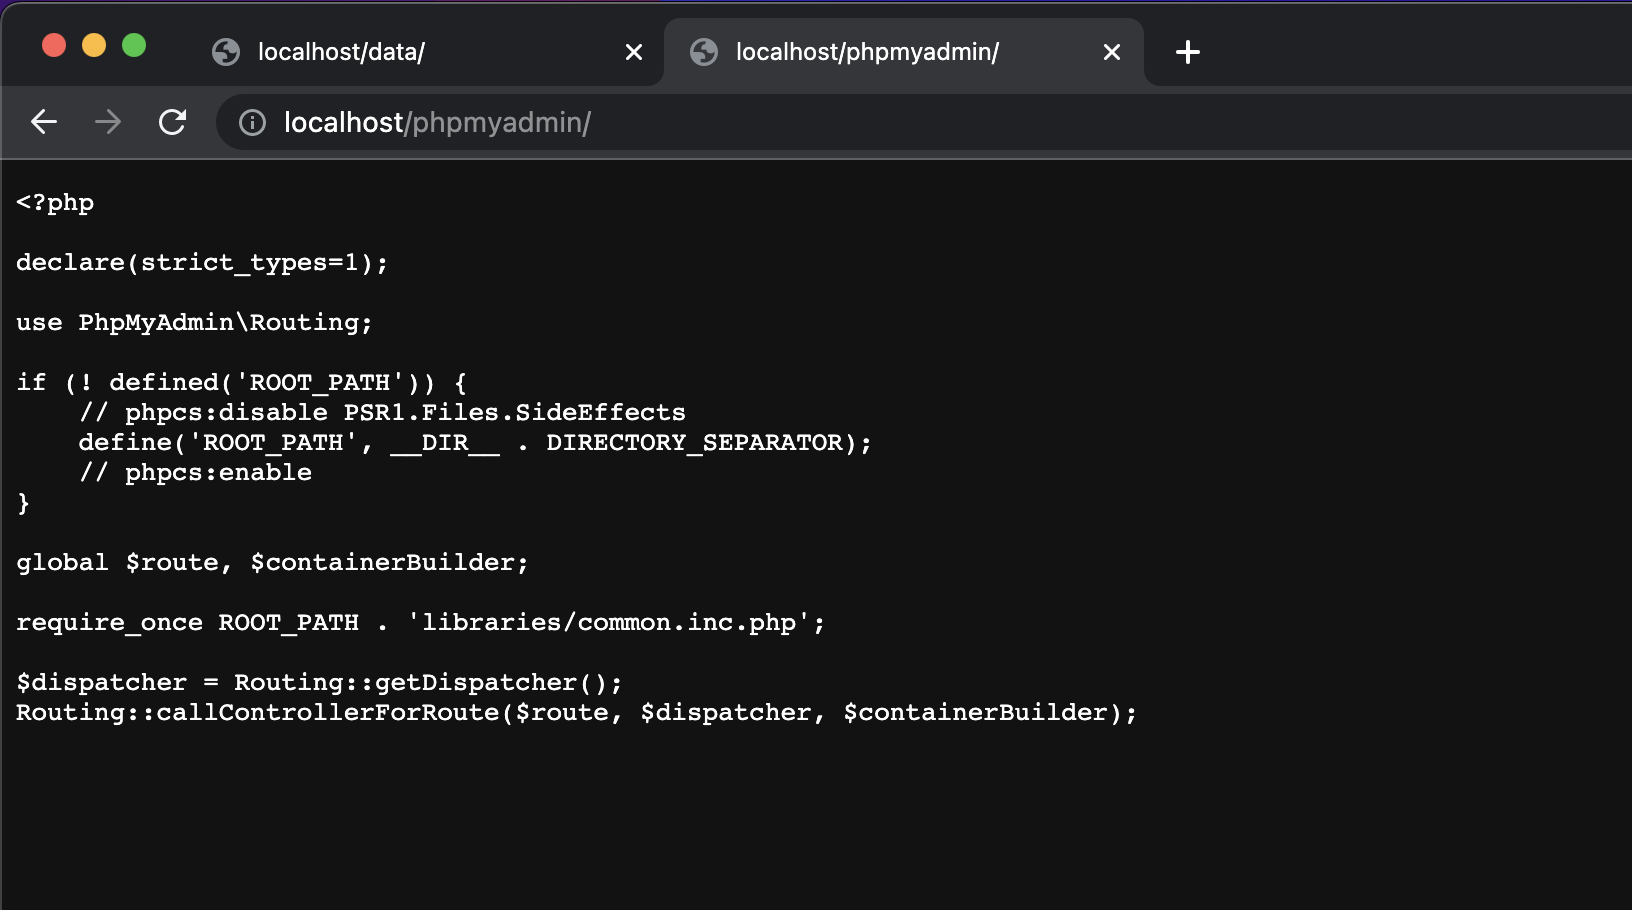 localhost/data/
localhost/phpmyadmin/
localhost/phpmyadmin/
<?php
declare(strict_types=1);
use PhpMyAdmin\Routing;
if (! defined('ROOT_PATH')) {
    // phpcs:disable PSR1.Files.SideEffects
    define('ROOT_PATH', __DIR__ . DIRECTORY_SEPARATOR);
    // phpcs:enable
}
global $route, $containerBuilder;
require_once ROOT_PATH . 'libraries/common.inc.php';
$dispatcher = Routing::getDispatcher();
Routing::callControllerForRoute($route, $dispatcher, $containerBuilder);